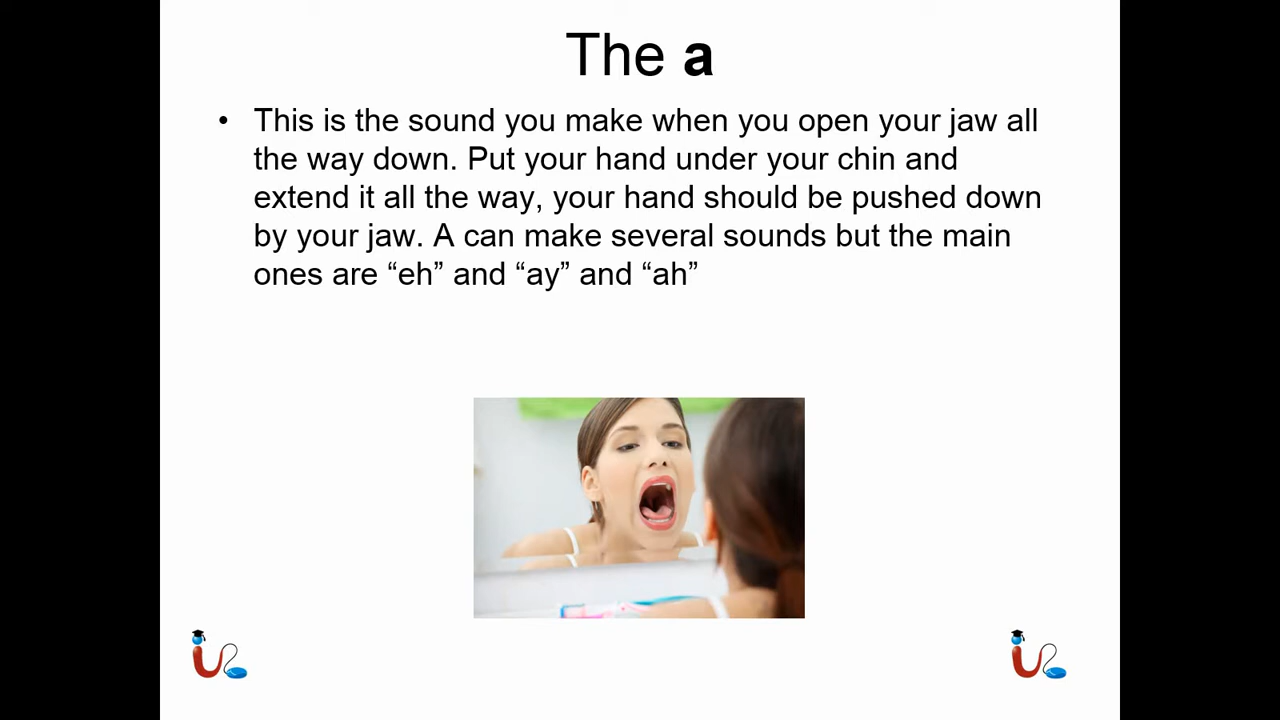 The a
• This is the sound you make when you open your jaw all
the way down. Put your hand under your chin and
extend it all the way, your hand should be pushed down
by your jaw. A can make several sounds but the main
ones are “eh” and “ay” and “ah”